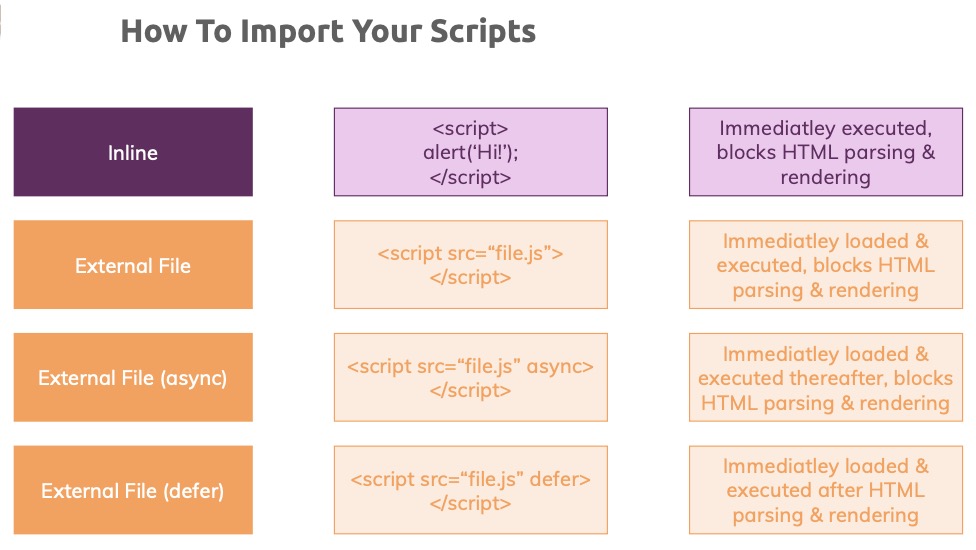 How To Import Your Scripts
Inline
<script>
alert(‘Hi!’);
</script>
Immediatley executed,
blocks HTML parsing &
rendering
External File
<script src=“file.js”>
</script>
Immediatley loaded &
executed, blocks HTML
parsing & rendering
External File (async)
<script src=“file.js” async>
</script>
Immediatley loaded &
executed thereafter, blocks
HTML parsing & rendering
External File (defer)
<script src=“file.js” defer>
</script>
Immediatley loaded &
executed after HTML
parsing & rendering